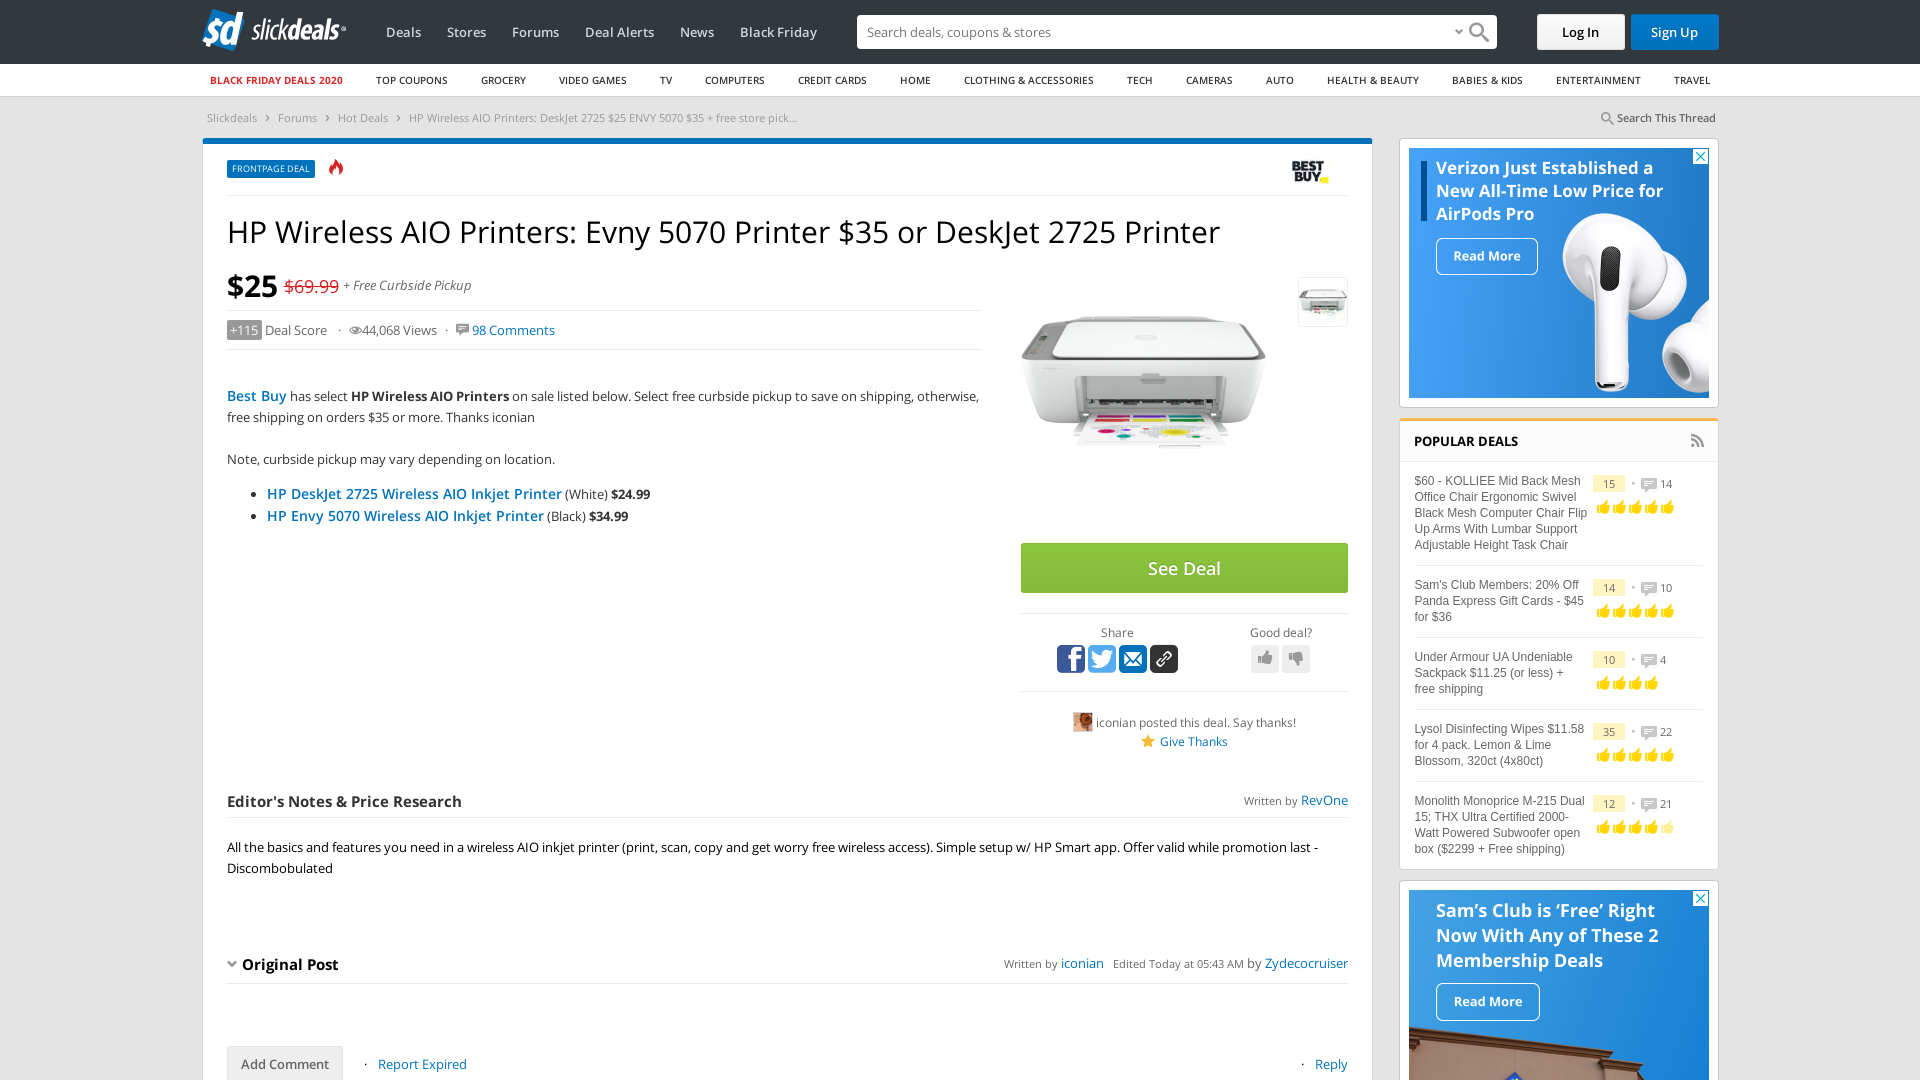 slickdeals
Deals
Stores
Forums
Deal Alerts
News
Black Friday
Search deals, coupons & stores
Log In
Sign Up
BLACK FRIDAY DEALS 2020
TOP COUPONS
GROCERY
VIDEO GAMES
TV
COMPUTERS
CREDIT CARDS
HOME
CLOTHING & ACCESSORIES
TECH
CAMERAS
AUTO
HEALTH & BEAUTY
BABIES & KIDS
ENTERTAINMENT
TRAVEL
Slickdeals › Forums › Hot Deals › HP Wireless AIO Printers: DeskJet 2725 $25 ENVY 5070 $35 + free store pick...
Search This Thread
FRONTPAGE DEAL
BEST
BUY
HP Wireless AIO Printers: Evny 5070 Printer $35 or DeskJet 2725 Printer
$25 $69.99 + Free Curbside Pickup
+115 Deal Score · 44,068 Views · 98 Comments
Best Buy has select HP Wireless AIO Printers on sale listed below. Select free curbside pickup to save on shipping, otherwise,
free shipping on orders $35 or more. Thanks iconian
Note, curbside pickup may vary depending on location.
• HP DeskJet 2725 Wireless AIO Inkjet Printer (White) $24.99
• HP Envy 5070 Wireless AIO Inkjet Printer (Black) $34.99
See Deal
Share
Good deal?
iconian posted this deal. Say thanks!
Give Thanks
Editor's Notes & Price Research
Written by RevOne
All the basics and features you need in a wireless AIO inkjet printer (print, scan, copy and get worry free wireless access). Simple setup w/ HP Smart app. Offer valid while promotion last -
Discombobulated
Original Post
Written by iconian Edited Today at 05:43 AM by Zydecocruiser
Add Comment
· Report Expired
· Reply
Verizon Just Established a
New All-Time Low Price for
AirPods Pro
Read More
POPULAR DEALS
$60 - KOLLIEE Mid Back Mesh
Office Chair Ergonomic Swivel
Black Mesh Computer Chair Flip
Up Arms With Lumbar Support
Adjustable Height Task Chair
15 • 14
Sam's Club Members: 20% Off
Panda Express Gift Cards - $45
for $36
14 • 10
Under Armour UA Undeniable
Sackpack $11.25 (or less) +
free shipping
10 • 4
Lysol Disinfecting Wipes $11.58
for 4 pack. Lemon & Lime
Blossom, 320ct (4x80ct)
35 • 22
Monolith Monoprice M-215 Dual
15; THX Ultra Certified 2000-
Watt Powered Subwoofer open
box ($2299 + Free shipping)
12 • 21
Sam's Club is 'Free' Right
Now With Any of These 2
Membership Deals
Read More